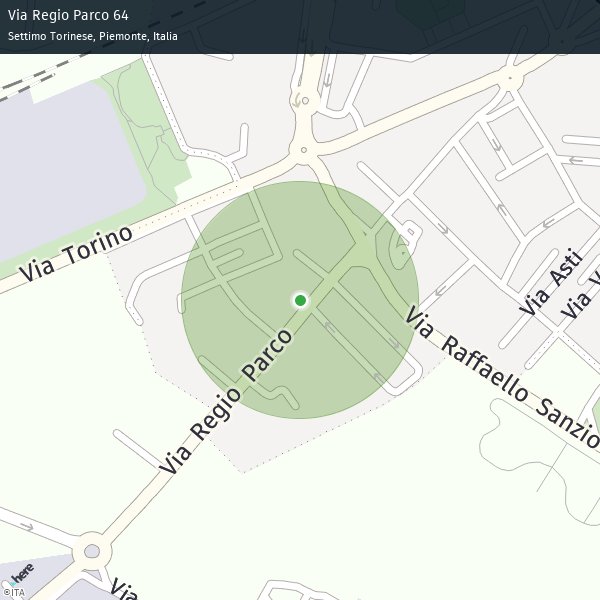 Via Regio Parco 64
Settimo Torinese, Piemonte, Italia
Via Torino
Via Asti
Via V
Via Raffaello Sanzio
Via Regio Parco
here
Via
©ITA